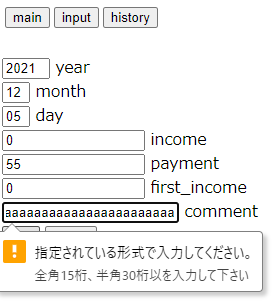 main input history
2021 year
12 month
05 day
0 income
55 payment
0 first_income
aaaaaaaaaaaaaaaaaaaaaaa comment
指定されている形式で入力してください。
全角15桁、半角30桁以を入力して下さい